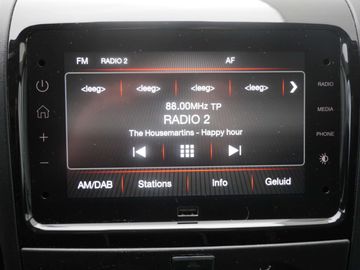 FM RADIO 2 AF
<leeg> <leeg> <leeg> <leeg>
RADIO
88.00MHz TP
MEDIA
RADIO 2
The Housemartins - Happy hour
PHONE
AM/DAB Stations Info Geluid